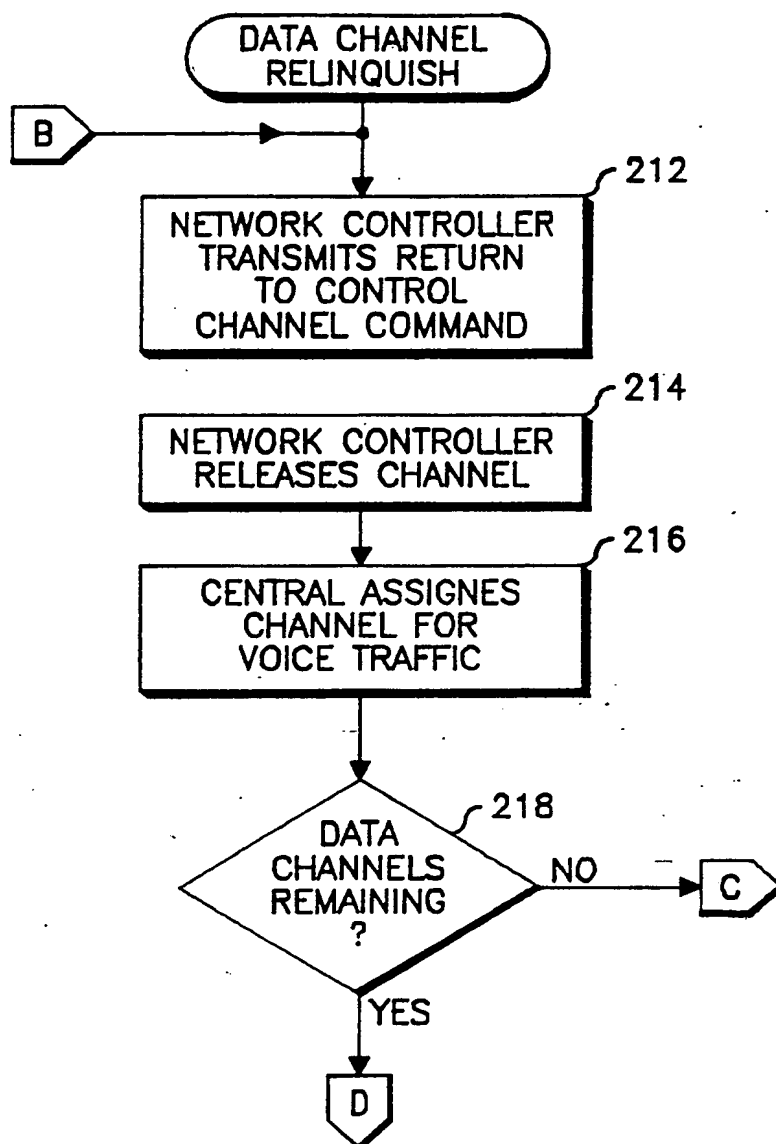 DATA CHANNEL
RELINQUISH
B
212
NETWORK CONTROLLER
TRANSMITS RETURN
TO CONTROL
CHANNEL COMMAND
214
NETWORK CONTROLLER
RELEASES CHANNEL
216
CENTRAL ASSIGNES
CHANNEL FOR
VOICE TRAFFIC
218
DATA
CHANNELS
REMAINING
?
NO
C
YES
D